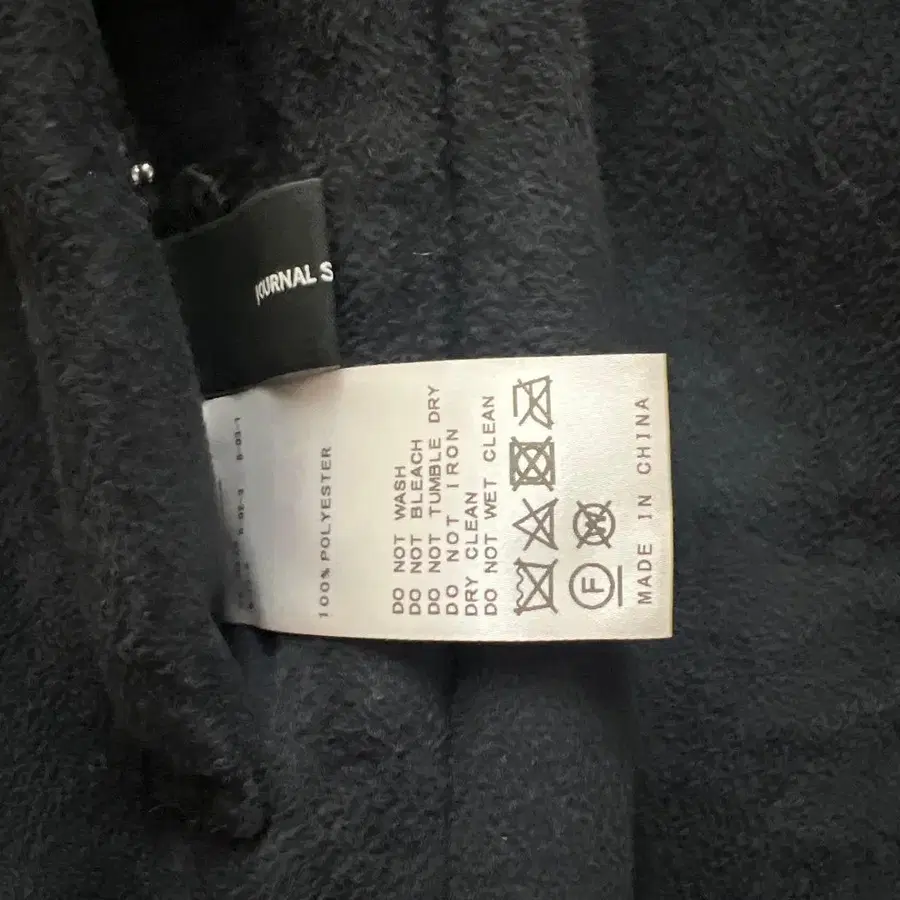 JOURNAL S
100% POLYESTER
DO NOT WASH
DO NOT BLEACH
DO NOT TUMBLE DRY
DO NOT IRON
DRY CLEAN
DO NOT WET CLEAN
F
W
MADE IN CHINA